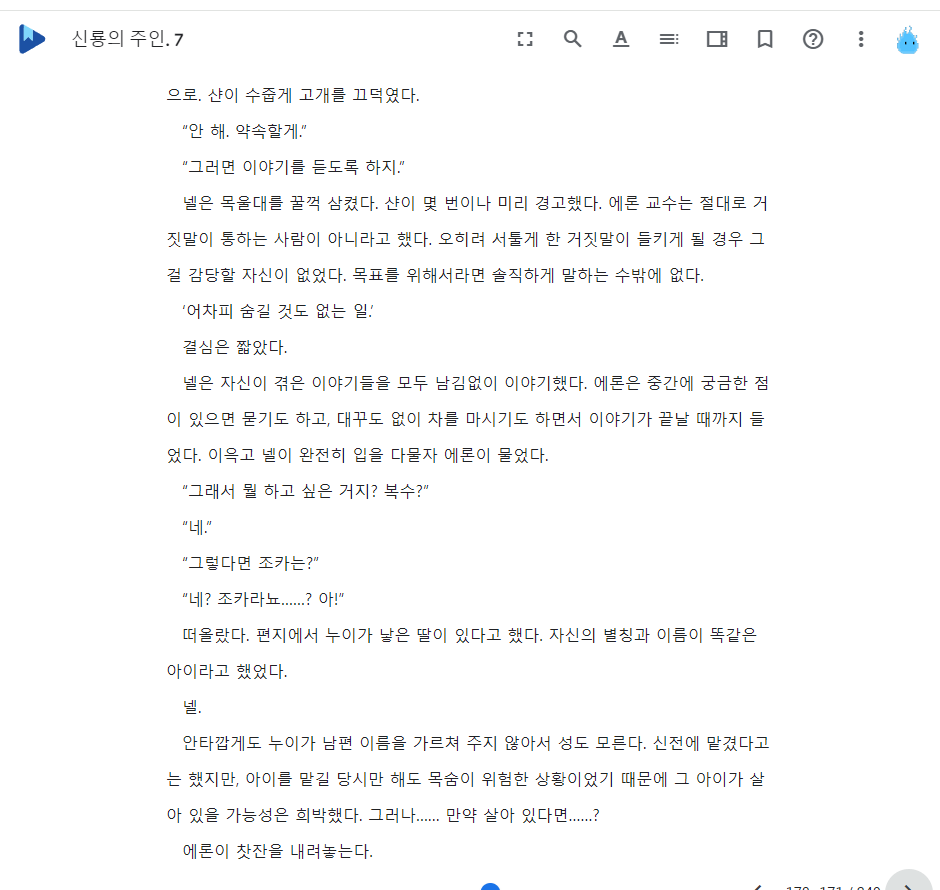 신룡의 주인. 7
으로. 샨이 수줍게 고개를 끄덕였다.
“안 해. 약속할게.”
“그러면 이야기를 듣도록 하지.”
넬은 목울대를 꿀꺽 삼켰다. 샨이 몇 번이나 미리 경고했다. 에론 교수는 절대로 거
짓말이 통하는 사람이 아니라고 했다. 오히려 서툴게 한 거짓말이 들키게 될 경우 그
걸 감당할 자신이 없었다. 목표를 위해서라면 솔직하게 말하는 수밖에 없다.
‘어차피 숨길 것도 없는 일.’
결심은 짧았다.
넬은 자신이 겪은 이야기들을 모두 남김없이 이야기했다. 에론은 중간에 궁금한 점
이 있으면 묻기도 하고, 대꾸도 없이 차를 마시기도 하면서 이야기가 끝날 때까지 들
었다. 이윽고 넬이 완전히 입을 다물자 에론이 물었다.
“그래서 뭘 하고 싶은 거지? 복수?”
“네.”
“그렇다면 조카는?”
“네? 조카라뇨......? 아!”
떠올랐다. 편지에서 누이가 낳은 딸이 있다고 했다. 자신의 별칭과 이름이 똑같은
아이라고 했었다.
넬.
안타깝게도 누이가 남편 이름을 가르쳐 주지 않아서 성도 모른다. 신전에 맡겼다고
는 했지만, 아이를 맡길 당시만 해도 목숨이 위험한 상황이었기 때문에 그 아이가 살
아 있을 가능성은 희박했다. 그러나...... 만약 살아 있다면......?
에론이 찻잔을 내려놓는다.